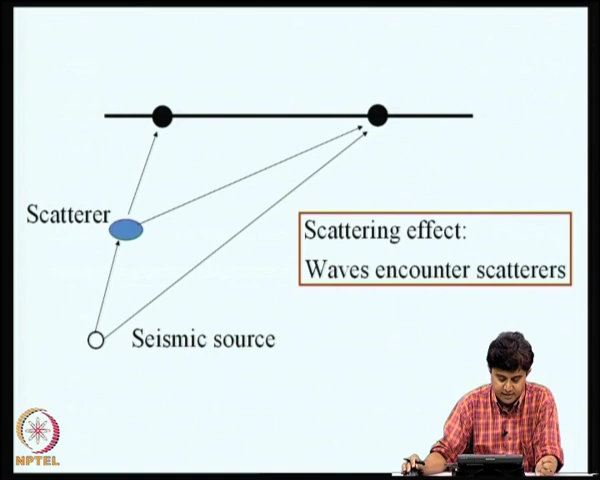 Scatterer
Scattering effect:
Waves encounter scatterers
Seismic source
NPTEL